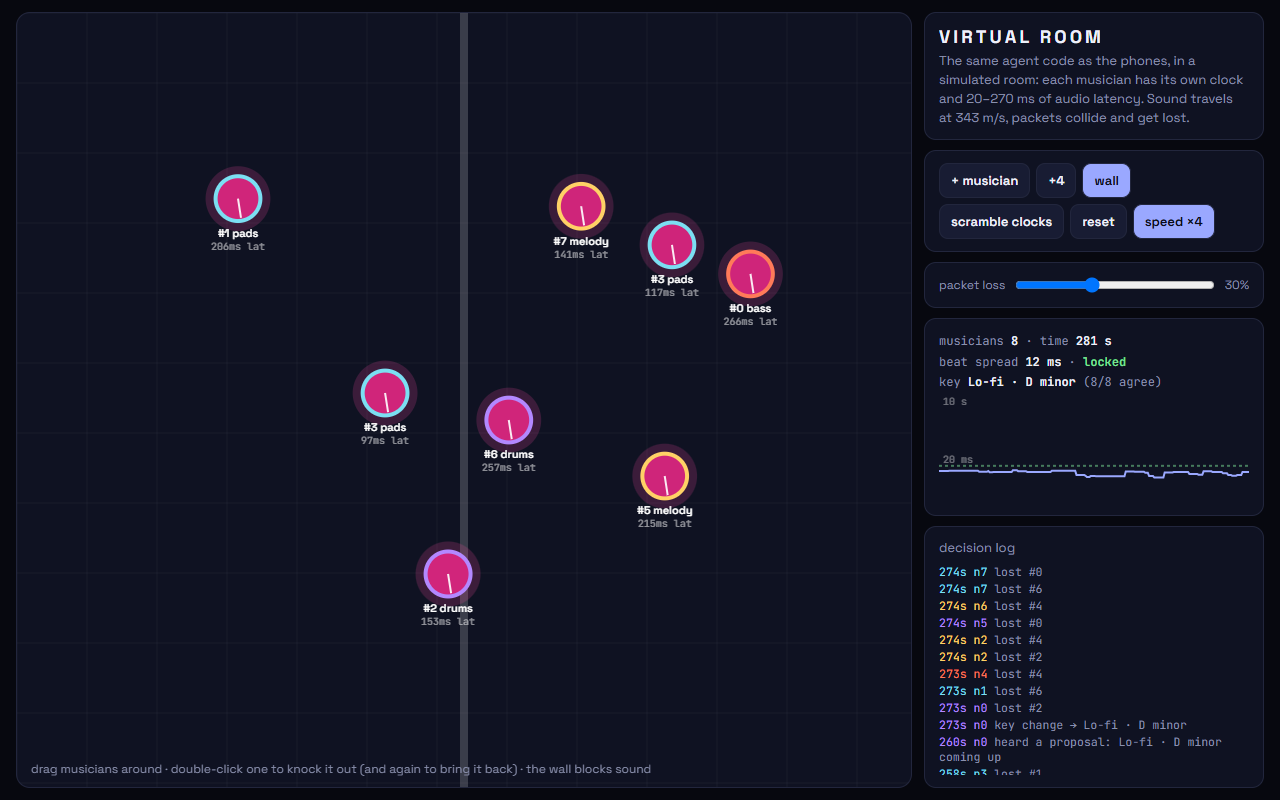 VIRTUAL ROOM
The same agent code as the phones, in a
simulated room: each musician has its own clock
and 20–270 ms of audio latency. Sound travels
at 343 m/s, packets collide and get lost.
+ musician
+4
wall
scramble clocks
reset
speed ×4
packet loss
30%
musicians 8 · time 281 s
beat spread 12 ms · locked
key Lo-fi · D minor (8/8 agree)
10 s
20 ms
decision log
274s n7 lost #0
274s n7 lost #6
274s n6 lost #4
274s n5 lost #0
274s n2 lost #4
274s n2 lost #2
273s n4 lost #4
273s n1 lost #6
273s n0 lost #2
273s n0 key change → Lo-fi · D minor
260s n0 heard a proposal: Lo-fi · D minor
coming up
258s n3 lost #1
#1 pads
206ms lat
#7 melody
141ms lat
#3 pads
117ms lat
#0 bass
266ms lat
#3 pads
97ms lat
#6 drums
257ms lat
#5 melody
215ms lat
#2 drums
153ms lat
drag musicians around · double-click one to knock it out (and again to bring it back) · the wall blocks sound